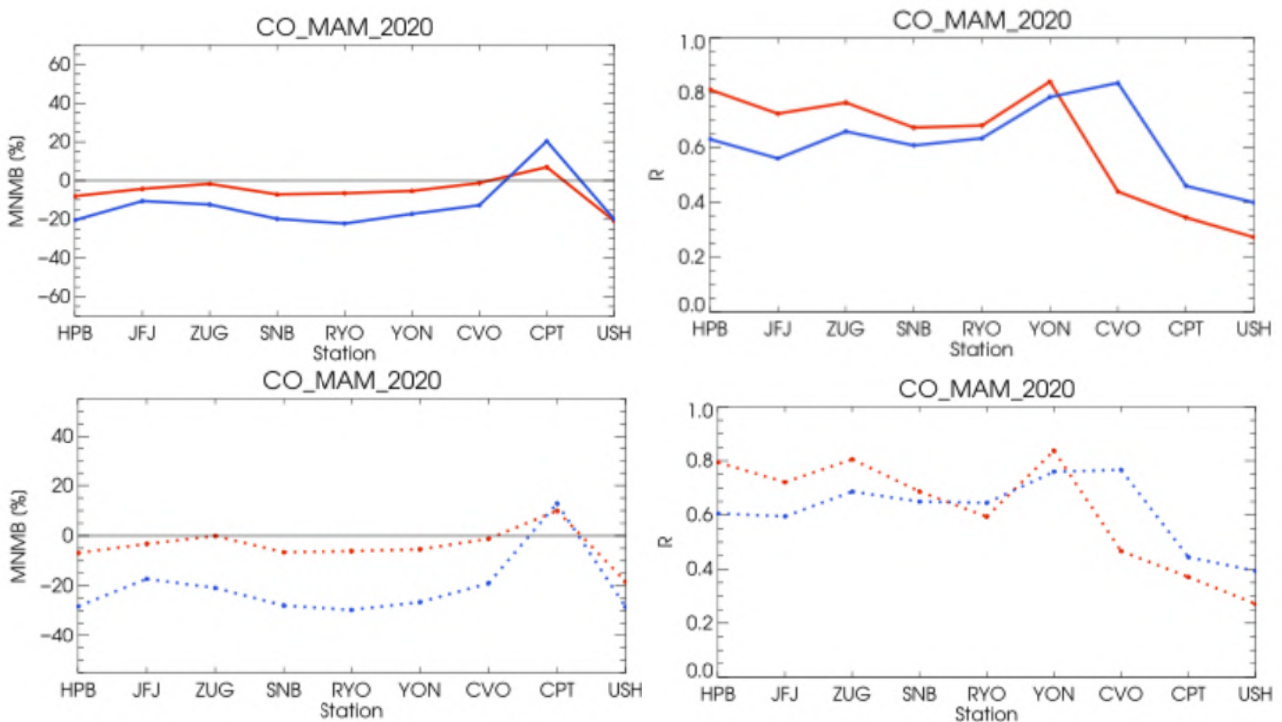 CO_MAM_2020
MNMB (%)
60
40
20
0
−20
−40
−60
HPB JFJ ZUG SNB RYO YON CVO CPT USH
Station
CO_MAM_2020
R
1.0
0.8
0.6
0.4
0.2
0.0
HPB JFJ ZUG SNB RYO YON CVO CPT USH
Station
CO_MAM_2020
MNMB (%)
40
20
0
−20
−40
HPB JFJ ZUG SNB RYO YON CVO CPT USH
Station
CO_MAM_2020
R
1.0
0.8
0.6
0.4
0.2
0.0
HPB JFJ ZUG SNB RYO YON CVO CPT USH
Station